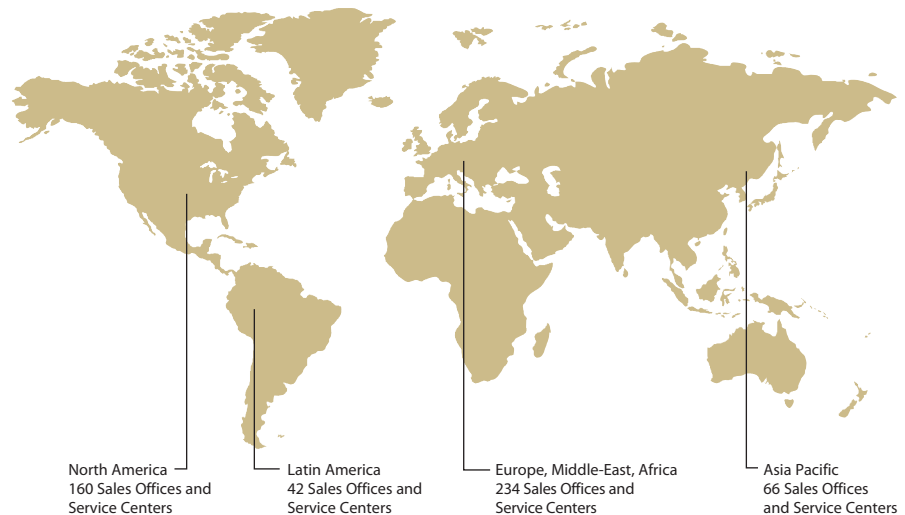 North America
160 Sales Offices and
Service Centers
Latin America
42 Sales Offices and
Service Centers
Europe, Middle-East, Africa
234 Sales Offices and
Service Centers
Asia Pacific
66 Sales Offices
and Service Centers